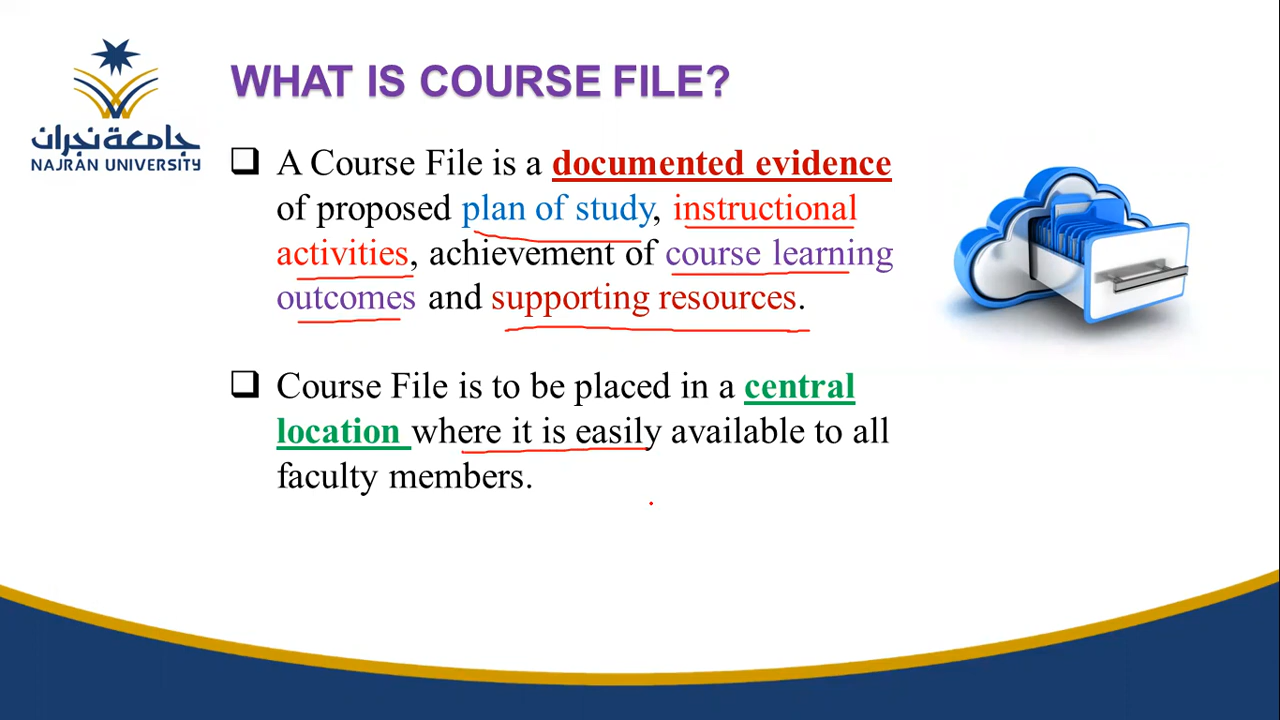 جامعة نجران
NAJRAN UNIVERSITY
WHAT IS COURSE FILE?
A Course File is a documented evidence
of proposed plan of study, instructional
activities, achievement of course learning
outcomes and supporting resources.
Course File is to be placed in a central
location where it is easily available to all
faculty members.